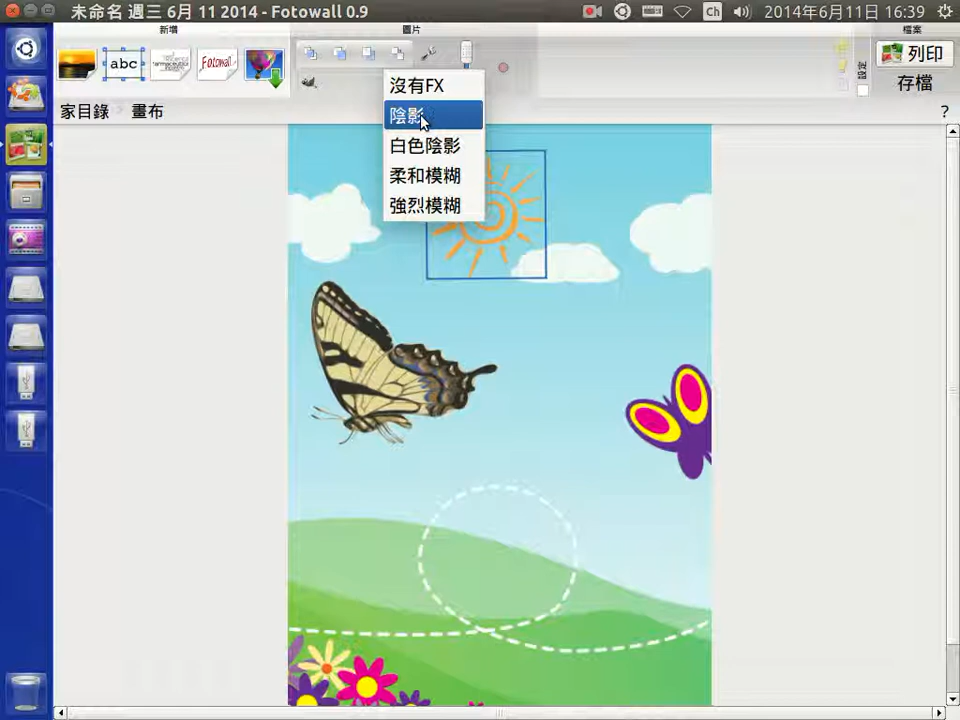 未命名 週三 6月 11 2014 - Fotowall 0.9
Ch
2014年6月11日 16:39
新增
圖片
檔案
abc
Fotowall
設定
列印
存檔
家目錄
畫布
?
沒有FX
陰影
白色陰影
柔和模糊
強烈模糊